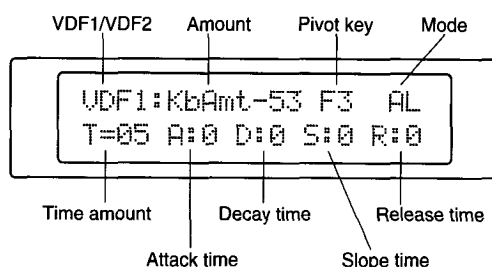 VDF1/VDF2 Amount Pivot key Mode
VDF1:KbAmt-53 F3 AL
T=05 A:0 D:0 S:0 R:0
Time amount Decay time Release time
Attack time Slope time